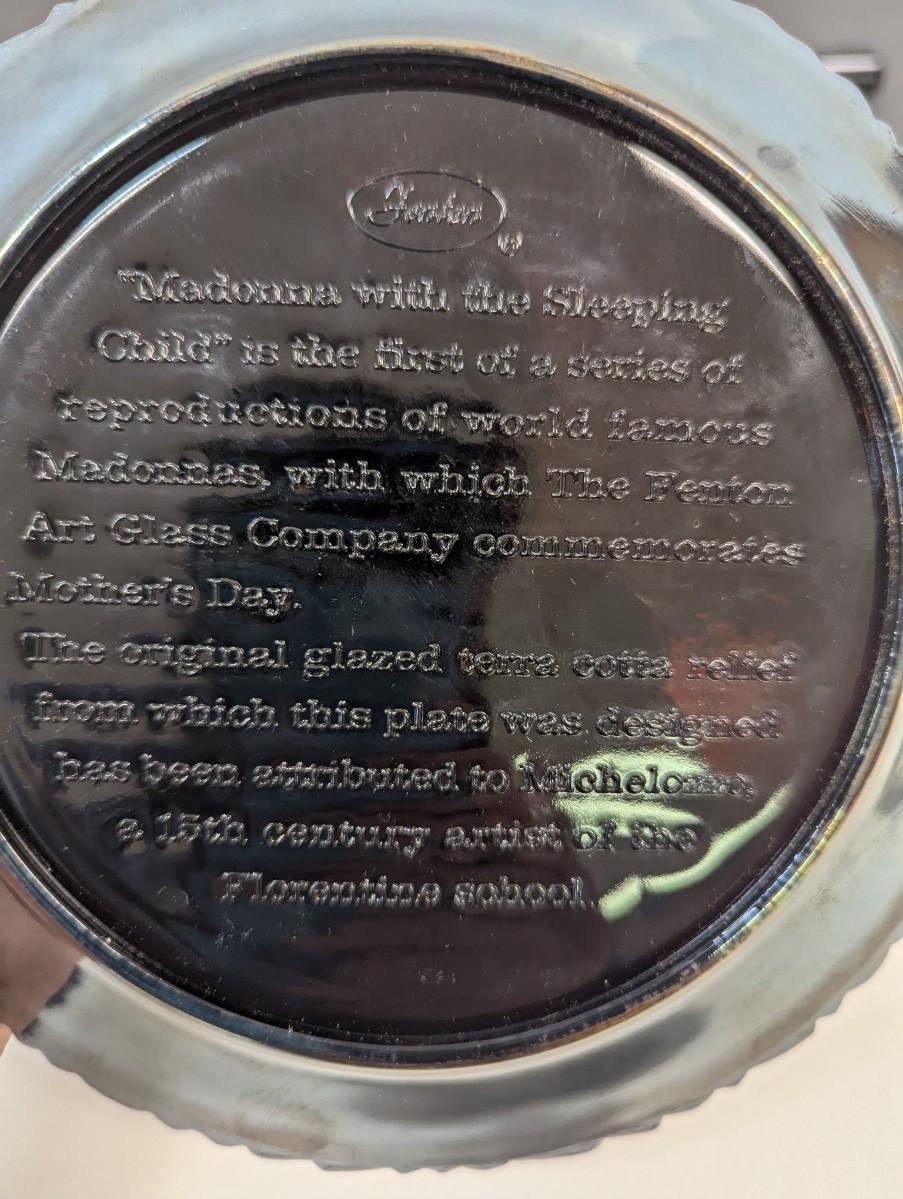 Fenton
®
"Madonna with the Sleeping
Child" is the first of a series of
reproductions of world famous
Madonnas, with which The Fenton
Art Glass Company commemorates
Mother's Day.
The original glazed terra cotta relief
from which this plate was designed
has been attributed to Michelozzo,
a 15th century artist of the
Florentine school.